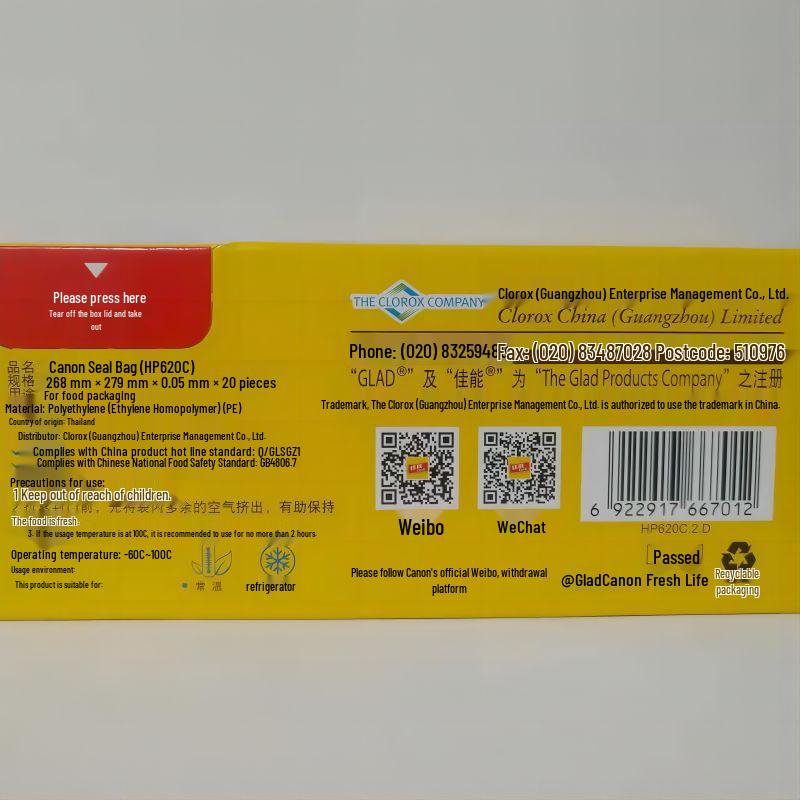 Please press here
Tear off the box lid and take
out
品名
规格
用途
Canon Seal Bag (HP620C)
268 mm × 279 mm × 0.05 mm × 20 pieces
For food packaging
Material: Polyethylene (Ethylene Homopolymer) (PE)
Country of origin: Thailand
Distributor: Clorox (Guangzhou) Enterprise Management Co., Ltd.
Complies with China product hot line standard: Q/GLSGZ1
Complies with Chinese National Food Safety Standard: GB4806.7
Precautions for use:
1 Keep out of reach of children.
前，先将袋内多余的空气挤出，有助保持
The food is fresh.
3. If the usage temperature is at 100C, it is recommended to use for no more than 2 hours
Operating temperature: -60C~100C
Usage environment:
This product is suitable for:
常温
refrigerator
THE CLOROX COMPANY
Clorox (Guangzhou) Enterprise Management Co., Ltd.
Clorox China (Guangzhou) Limited
Phone: (020) 8325948 Fax: (020) 83487028 Postcode: 510976
“GLAD®” 及 “佳能®” 为 “The Glad Products Company” 之注册
Trademark, The Clorox (Guangzhou) Enterprise Management Co., Ltd. is authorized to use the trademark in China.
Weibo
WeChat
6 922917 667012
HP620C.2.D
Passed
@GladCanon Fresh Life
Recyclable
packaging
Please follow Canon's official Weibo, withdrawal
platform